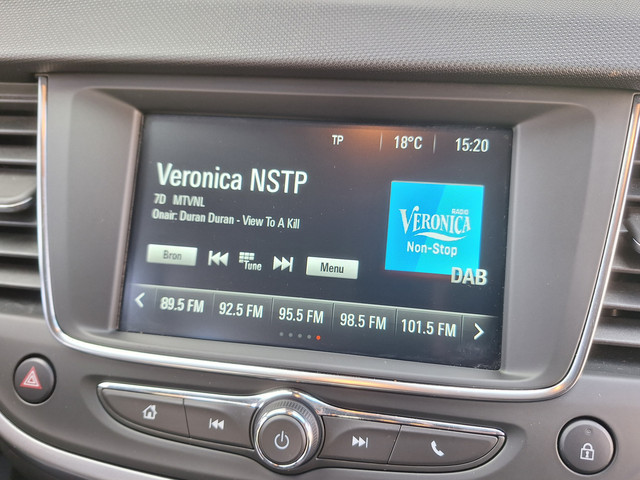 TP 18°C 15:20
Veronica NSTP
7D MTVNL
Onair: Duran Duran - View To A Kill
RADIO
VERONICA
Non-Stop
DAB
Bron Tune Menu
89.5 FM 92.5 FM 95.5 FM 98.5 FM 101.5 FM